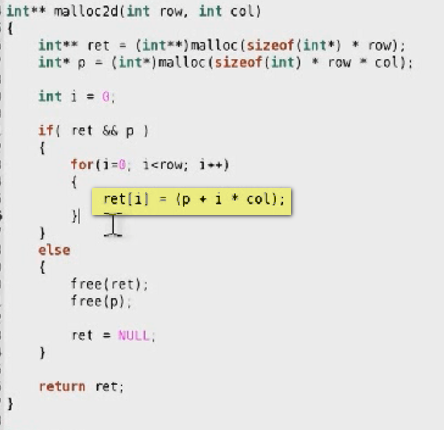 int** malloc2d(int row, int col)
{
    int** ret = (int**)malloc(sizeof(int*) * row);
    int* p = (int*)malloc(sizeof(int) * row * col);
    int i = 0;
    if( ret && p )
    {
        for(i=0; i<row; i++)
        {
            ret[i] = (p + i * col);
        }
    }
    else
    {
        free(ret);
        free(p);
        ret = NULL;
    }
    return ret;
}